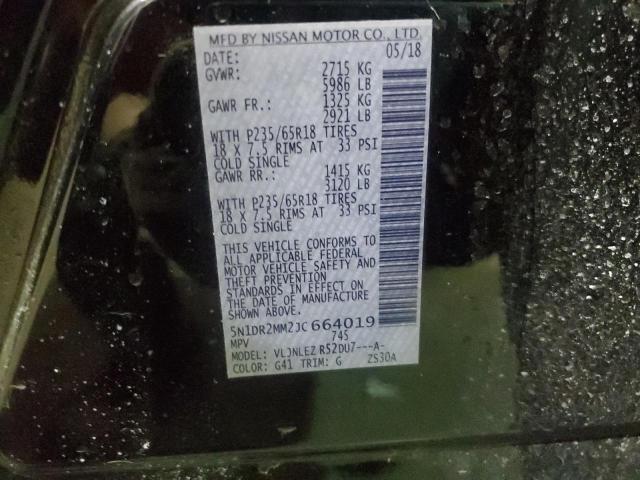 MFD BY NISSAN MOTOR CO., LTD.
DATE: 05/18
GVWR: 2715 KG
5986 LB
GAWR FR.: 1325 KG
2921 LB
WITH P235/65R18 TIRES
18 X 7.5 RIMS AT 33 PSI
COLD SINGLE
GAWR RR.: 1415 KG
3120 LB
WITH P235/65R18 TIRES
18 X 7.5 RIMS AT 33 PSI
COLD SINGLE
THIS VEHICLE CONFORMS TO
ALL APPLICABLE FEDERAL
MOTOR VEHICLE SAFETY AND
THEFT PREVENTION
STANDARDS IN EFFECT ON
THE DATE OF MANUFACTURE
SHOWN ABOVE.
5N1DR2MM2JC664019
MPV 745
MODEL: VLJNLEZ R52DU7---A-
COLOR: G41 TRIM: G ZS30A